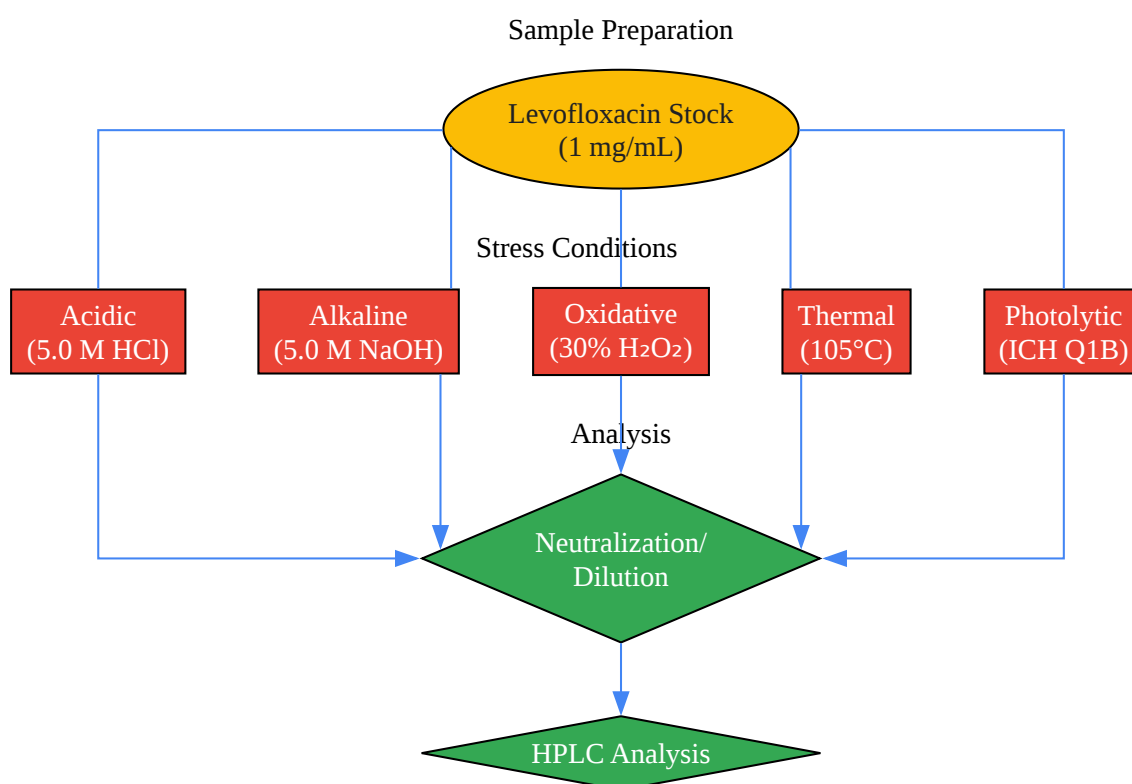 Sample Preparation
Levofloxacin Stock
(1 mg/mL)
Stress Conditions
Acidic
(5.0 M HCl)
Alkaline
(5.0 M NaOH)
Oxidative
(30% H₂O₂)
Thermal
(105°C)
Photolytic
(ICH Q1B)
Analysis
Neutralization/
Dilution
HPLC Analysis